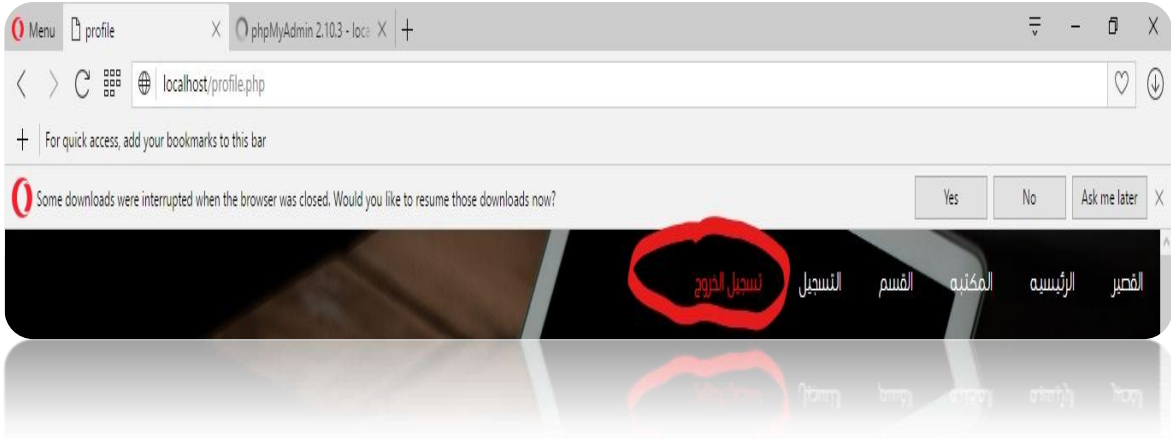 Menu profile phpMyAdmin 2.10.3 - loca
localhost/profile.php
For quick access, add your bookmarks to this bar
Some downloads were interrupted when the browser was closed. Would you like to resume those downloads now? Yes No Ask me later
القصير الرئيسيه المكتبه القسم التسجيل تسجيل الخروج